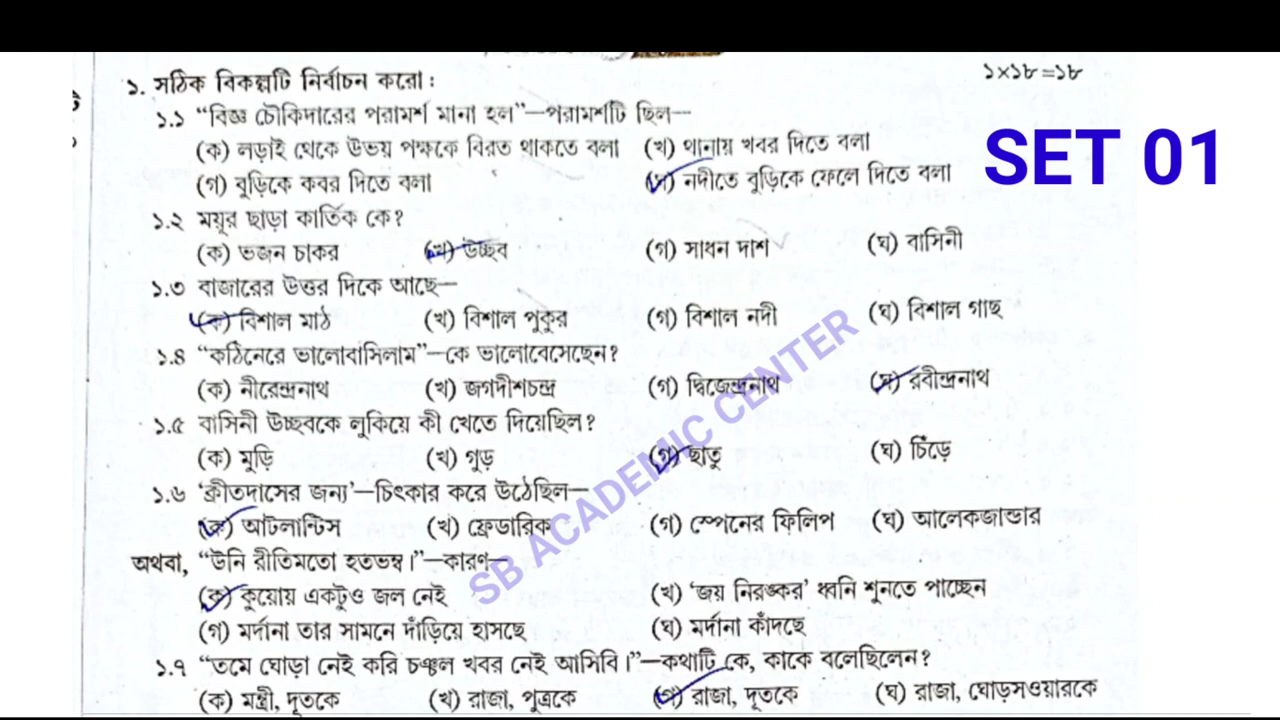 ১. সঠিক বিকল্পটি নির্বাচন করো : ১×১৮=১৮
১.১ “বিজ্ঞ চৌকিদারের পরামর্শ মানা হল”—পরামর্শটি ছিল—
(ক) লড়াই থেকে উভয় পক্ষকে বিরত থাকতে বলা (খ) থানায় খবর দিতে বলা
SET 01
(গ) বুড়িকে কবর দিতে বলা (ঘ) নদীতে বুড়িকে ফেলে দিতে বলা
১.২ ময়ূর ছাড়া কার্তিক কে?
(ক) ভজন চাকর (খ) উচ্ছব (গ) সাধন দাশ (ঘ) বাসিনী
১.৩ বাজারের উত্তর দিকে আছে—
(ক) বিশাল মাঠ (খ) বিশাল পুকুর (গ) বিশাল নদী (ঘ) বিশাল গাছ
১.৪ “কঠিনেরে ভালোবাসিলাম”—কে ভালোবেসেছেন?
(ক) নীরেন্দ্রনাথ (খ) জগদীশচন্দ্র (গ) দ্বিজেন্দ্রনাথ (ঘ) রবীন্দ্রনাথ
১.৫ বাসিনী উচ্ছবকে লুকিয়ে কী খেতে দিয়েছিল?
(ক) মুড়ি (খ) গুড় (গ) ছাতু (ঘ) চিঁড়ে
১.৬ ‘ক্রীতদাসের জন্য’—চিৎকার করে উঠেছিল—
(ক) আটলান্টিস (খ) ফ্রেডারিক (গ) স্পেনের ফিলিপ (ঘ) আলেকজান্ডার
অথবা, “উনি রীতিমতো হতভম্ব।”—কারণ—
(ক) কুয়োয় একটুও জল নেই (খ) ‘জয় নিরঙ্কর’ ধ্বনি শুনতে পাচ্ছেন
(গ) মর্দানা তার সামনে দাঁড়িয়ে হাসছে (ঘ) মর্দানা কাঁদছে
১.৭ “তমে ঘোড়া নেই করি চঞ্চল খবর নেই আসিবি।”—কথাটি কে, কাকে বলেছিলেন?
(ক) মন্ত্রী, দূতকে (খ) রাজা, পুত্রকে (গ) রাজা, দূতকে (ঘ) রাজা, ঘোড়সওয়ারকে
SB ACADEMIC CENTER